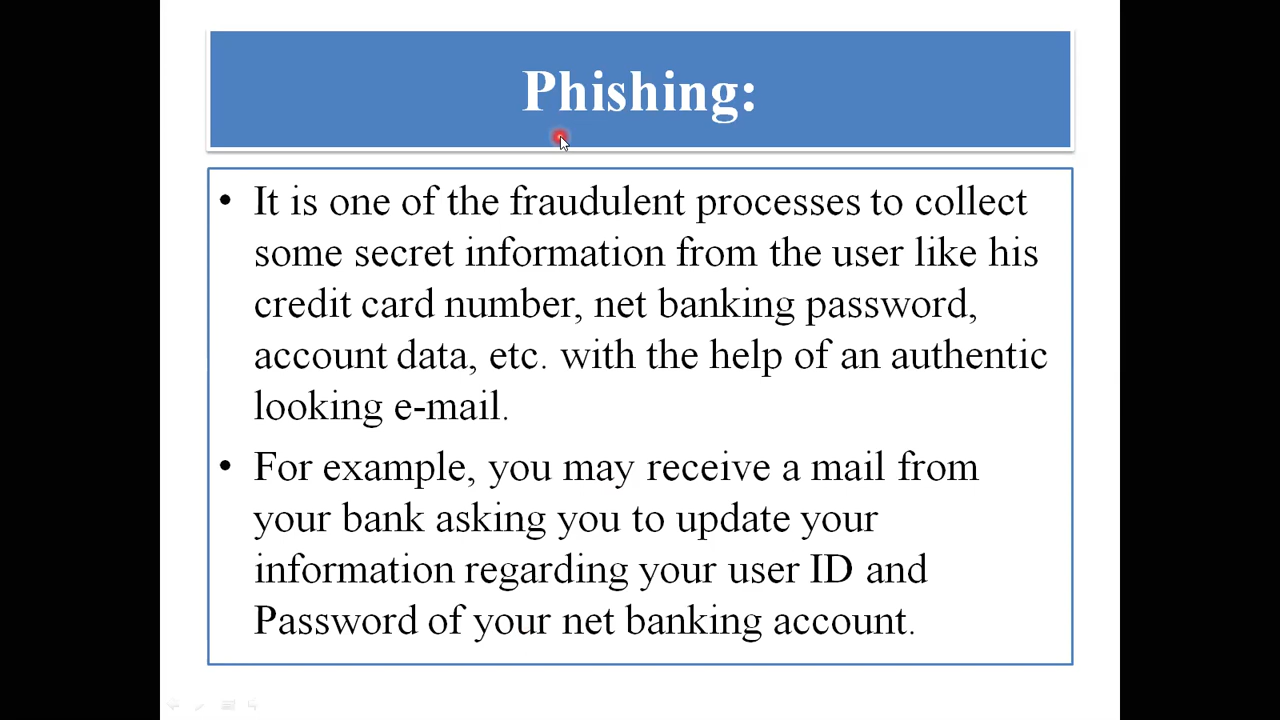 Phishing:
• It is one of the fraudulent processes to collect
some secret information from the user like his
credit card number, net banking password,
account data, etc. with the help of an authentic
looking e-mail.
• For example, you may receive a mail from
your bank asking you to update your
information regarding your user ID and
Password of your net banking account.